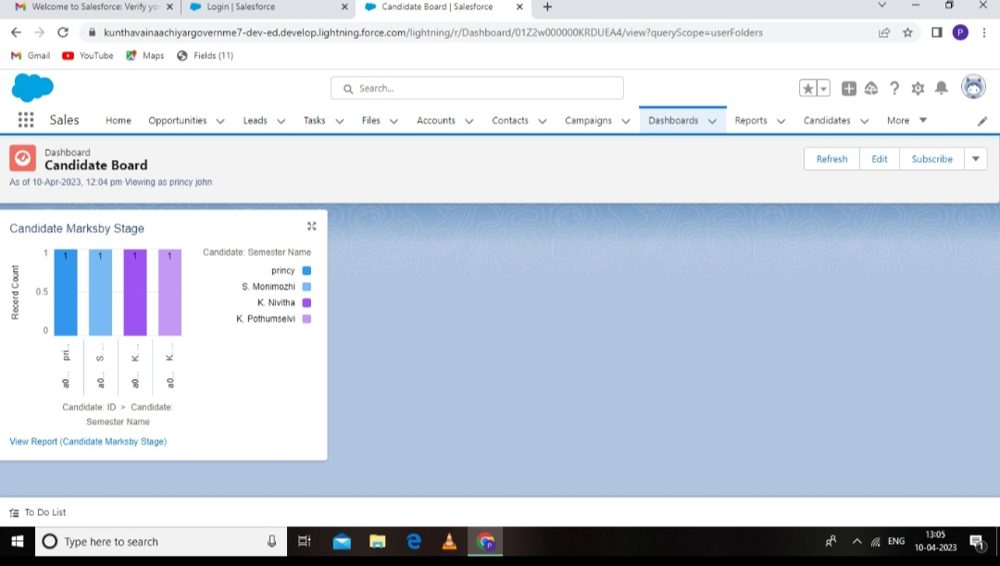 Welcome to Salesforce: Verify yo
Login | Salesforce
Candidate Board | Salesforce
kunthavainaachiyargovernme7-dev-ed.develop.lightning.force.com/lightning/r/Dashboard/01Z2w000000KRDUEA4/view?queryScope=userFolders
P
Gmail
YouTube
Maps
Fields (11)
Search...
Sales
Home
Opportunities
Leads
Tasks
Files
Accounts
Contacts
Campaigns
Dashboards
Reports
Candidates
More
Dashboard
Candidate Board
As of 10-Apr-2023, 12:04 pm·Viewing as princy john
Refresh
Edit
Subscribe
Candidate Marksby Stage
Record Count
1
0.5
0
1
1
1
1
Candidate: Semester Name
princy
S. Monimozhi
K. Nivitha
K. Pothumselvi
pri...
S. ...
K. ...
K. ...
a0...
a0...
a0...
a0...
Candidate: ID > Candidate:
Semester Name
View Report (Candidate Marksby Stage)
To Do List
Type here to search
P
ENG
13:05
10-04-2023
1